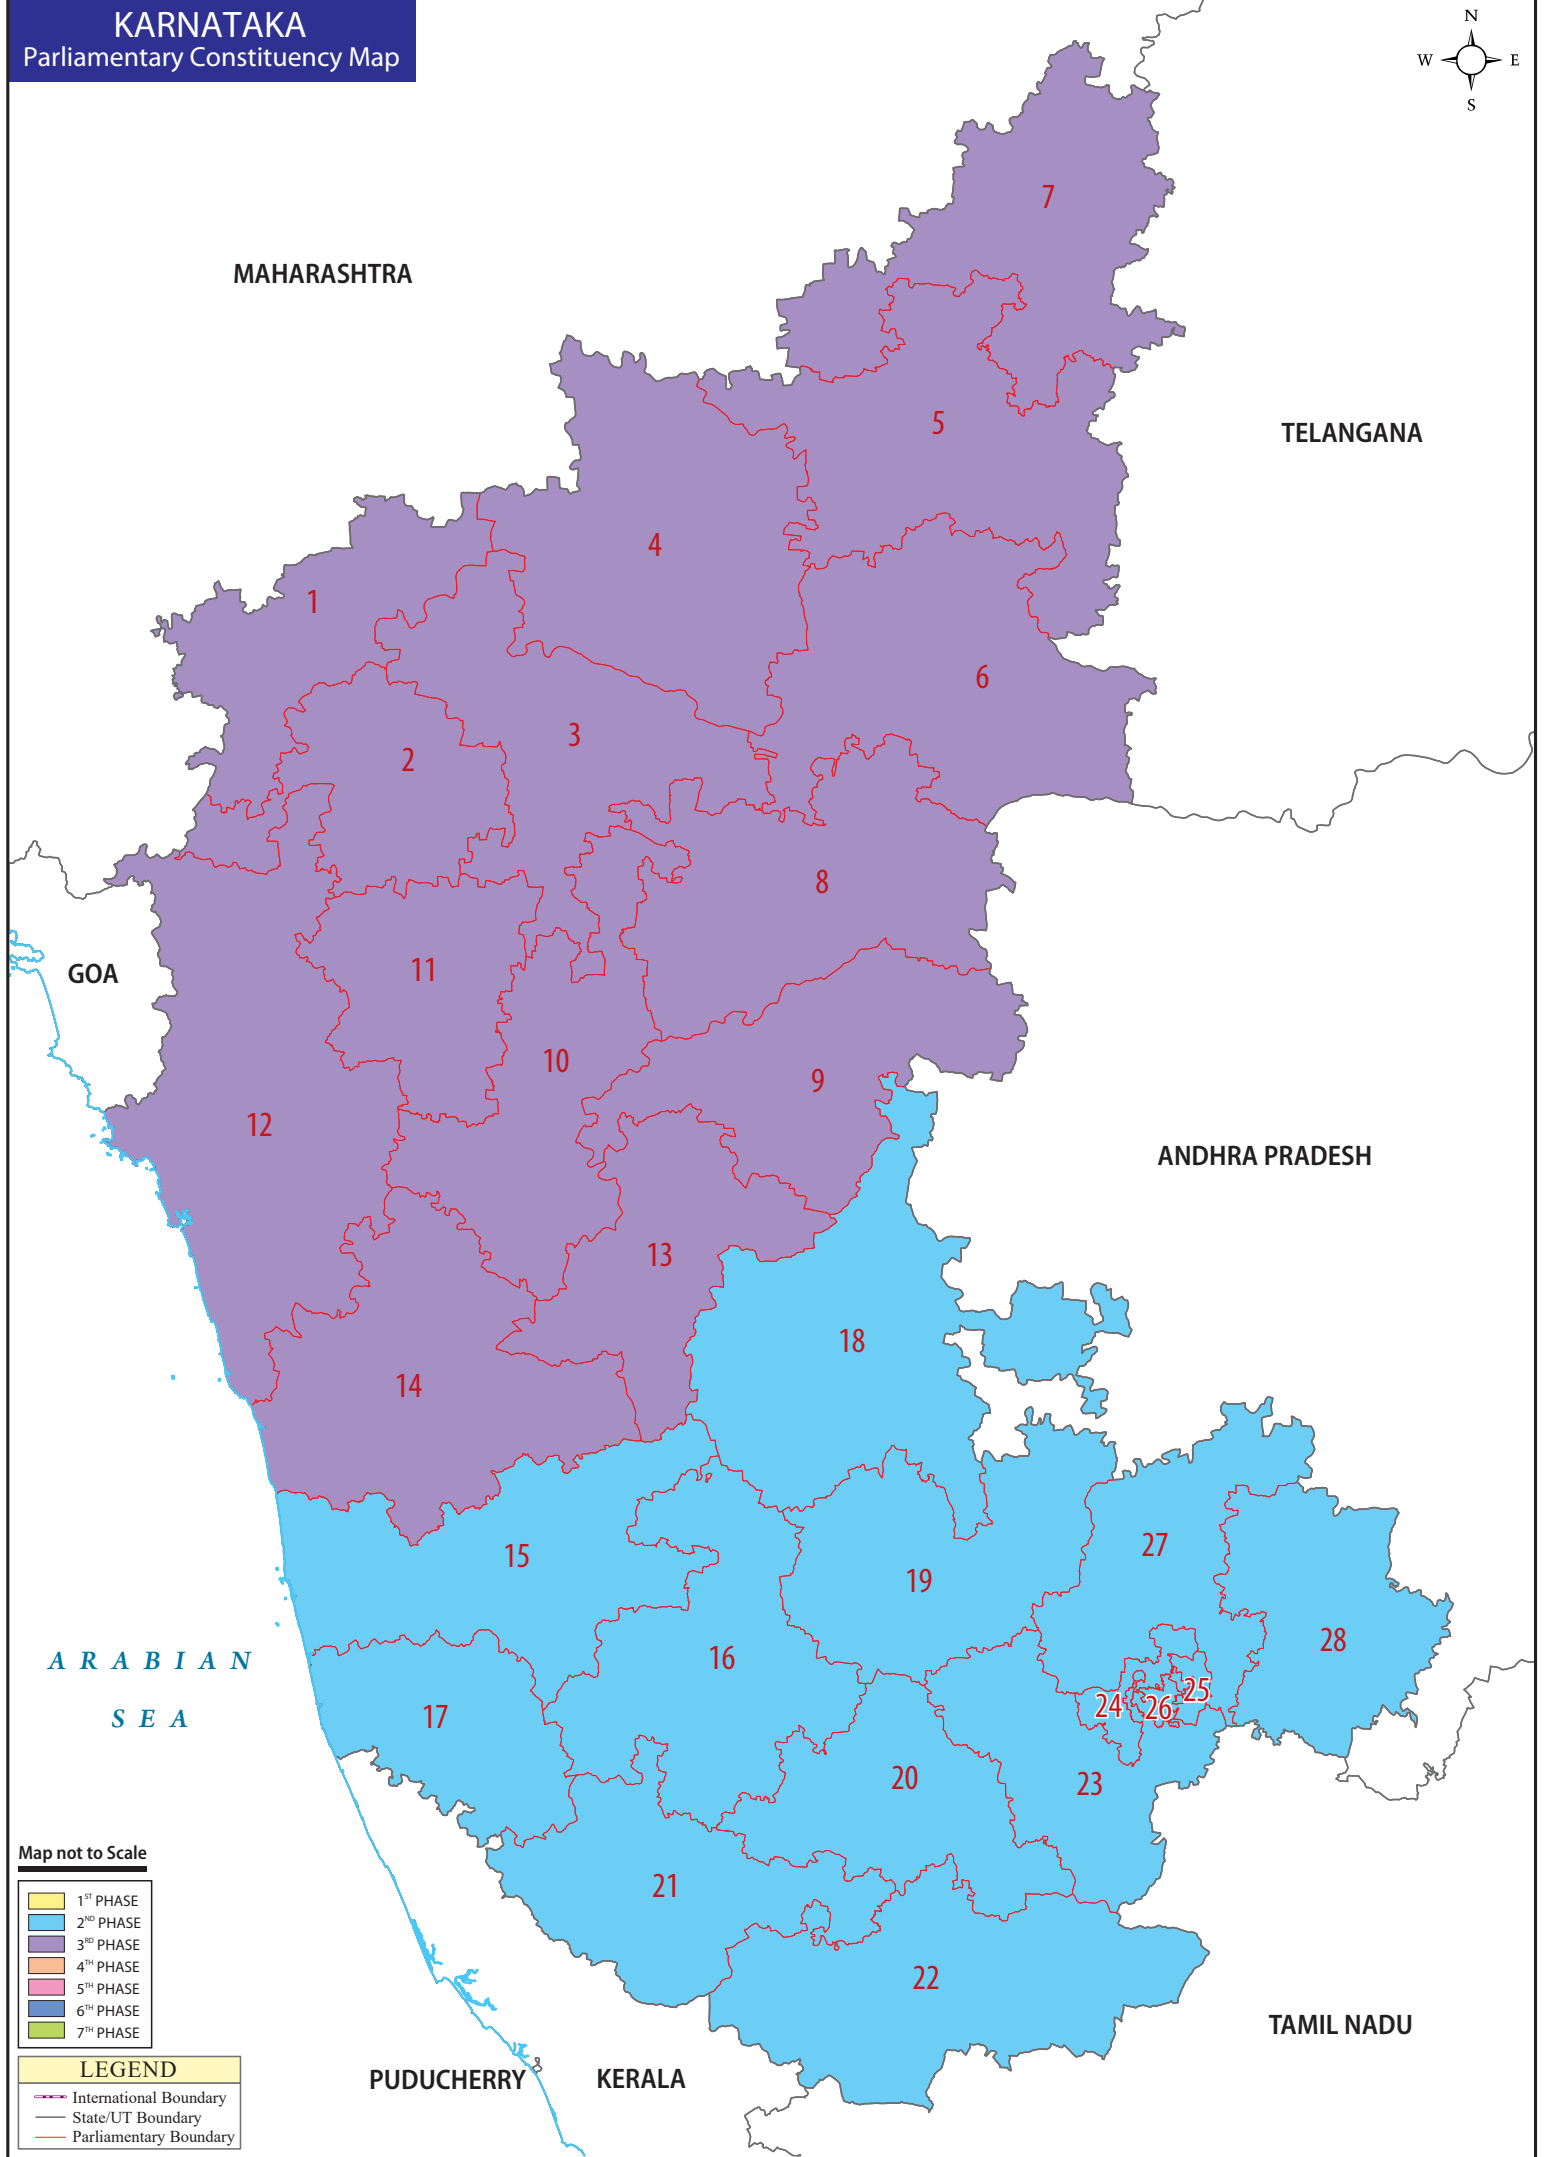 KARNATAKA
Parliamentary Constituency Map
N
W E
S
7
MAHARASHTRA
5
TELANGANA
4
1
6
3
2
8
11
GOA
10
9
12
ANDHRA PRADESH
13
18
14
27
15
19
28
16
ARABIAN
SEA
17
24
26
25
20
23
Map not to Scale
21
1ST PHASE
2ND PHASE
3RD PHASE
4TH PHASE
5TH PHASE
6TH PHASE
7TH PHASE
22
TAMIL NADU
PUDUCHERRY
KERALA
LEGEND
International Boundary
State/UT Boundary
Parliamentary Boundary